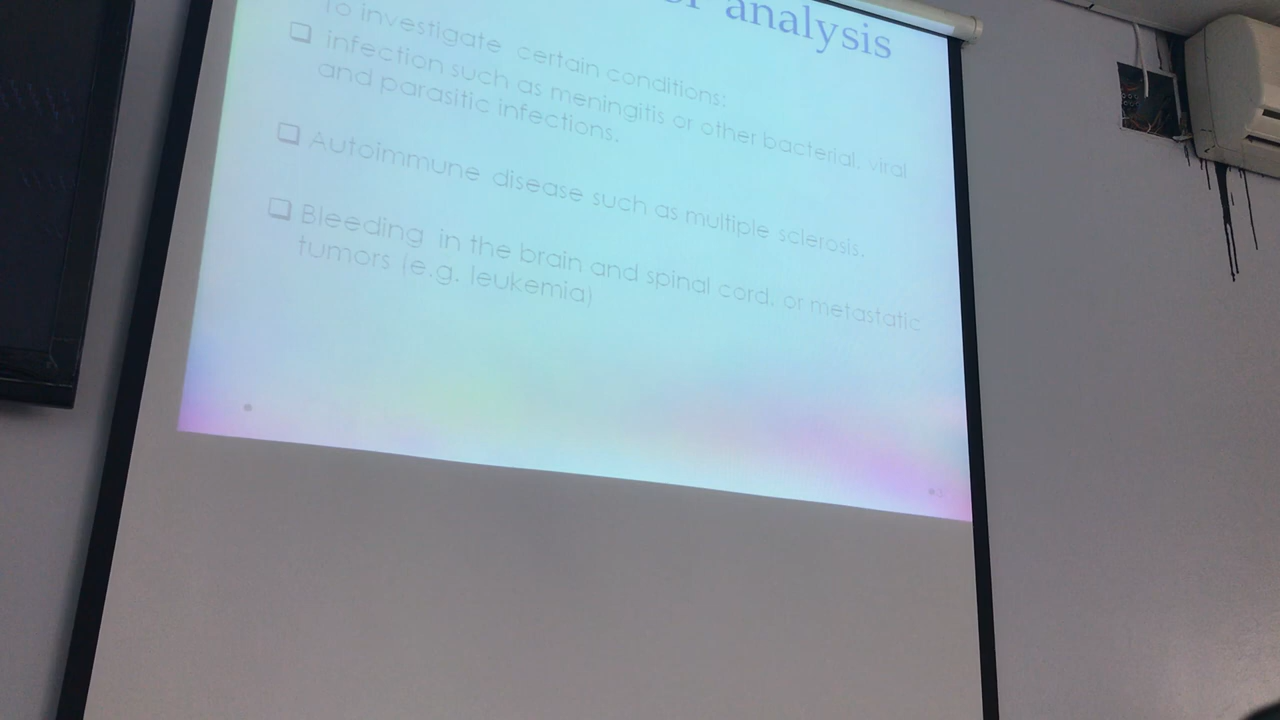 analysis
To investigate certain conditions:
infection such as meningitis or other bacterial, viral
and parasitic infections.
Autoimmune disease such as multiple sclerosis.
Bleeding in the brain and spinal cord, or metastatic
tumors (e.g. leukemia)